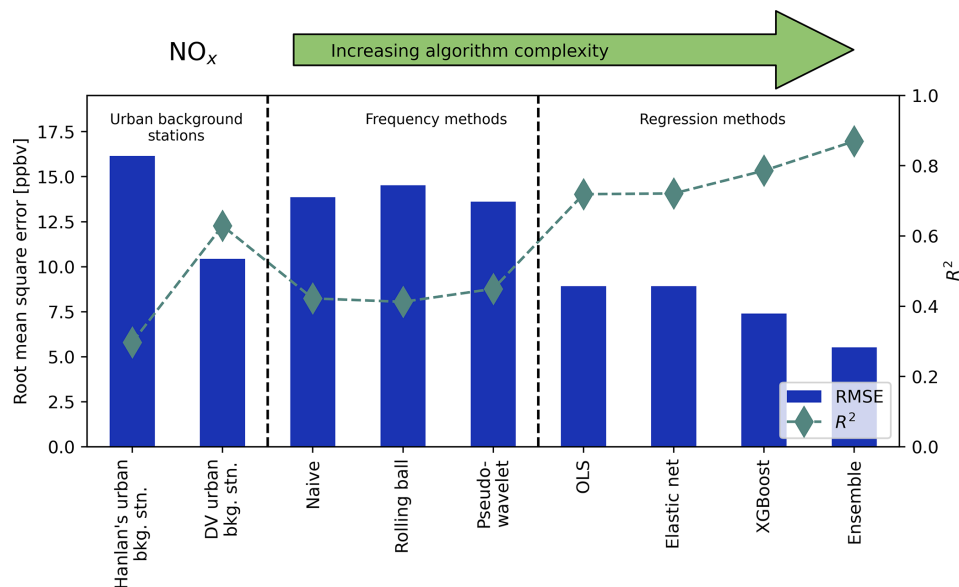 NOx
Increasing algorithm complexity
Urban background
stations
Frequency methods
Regression methods
Root mean square error [ppbv]
17.5
15.0
12.5
10.0
7.5
5.0
2.5
0.0
1.0
0.8
0.6
0.4
0.2
0.0
R²
RMSE
R²
Hanlan's urban
bkg. stn.
DV urban
bkg. stn.
Naive
Rolling ball
Pseudo-
wavelet
OLS
Elastic net
XGBoost
Ensemble